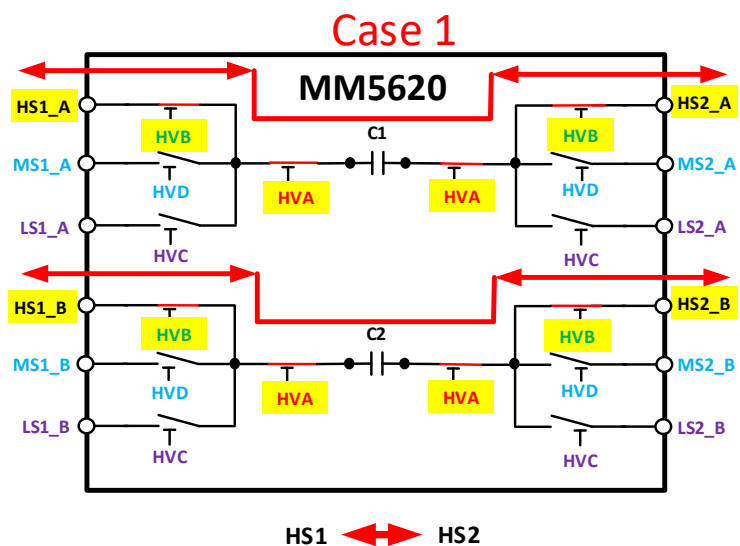 Case 1
MM5620
HS1_A
HVB
C1
HVB
HS2_A
MS1_A
HVD
HVA
HVA
HVD
MS2_A
LS1_A
HVC
HVC
LS2_A
HS1_B
HVB
C2
HVB
HS2_B
MS1_B
HVD
HVA
HVA
HVD
MS2_B
LS1_B
HVC
HVC
LS2_B
HS1 HS2